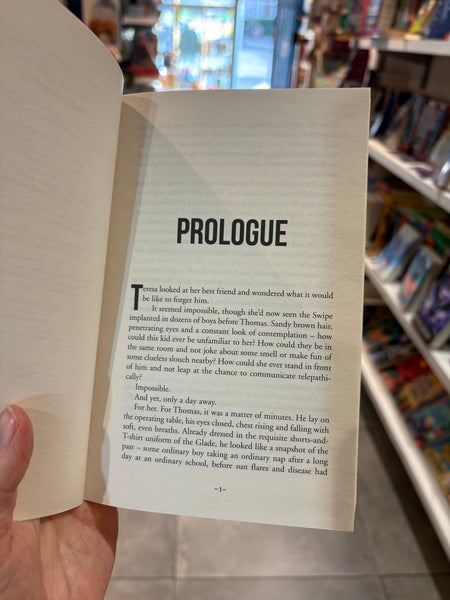 PROLOGUE
Teresa looked at her best friend and wondered what it would
be like to forget him.
It seemed impossible, though she'd now seen the Swipe
implanted in dozens of boys before Thomas. Sandy brown hair,
penetrating eyes and a constant look of contemplation – how
could this kid ever be unfamiliar to her? How could they be in
the same room and not joke about some smell or make fun of
some clueless slouch nearby? How could she ever stand in front
of him and not leap at the chance to communicate telepathi-
cally?
Impossible.
And yet, only a day away.
For her. For Thomas, it was a matter of minutes. He lay on
the operating table, his eyes closed, chest rising and falling with
soft, even breaths. Already dressed in the requisite shorts-and-
T-shirt uniform of the Glade, he looked like a snapshot of the
past – some ordinary boy taking an ordinary nap after a long
day at an ordinary school, before sun flares and disease had
–1–